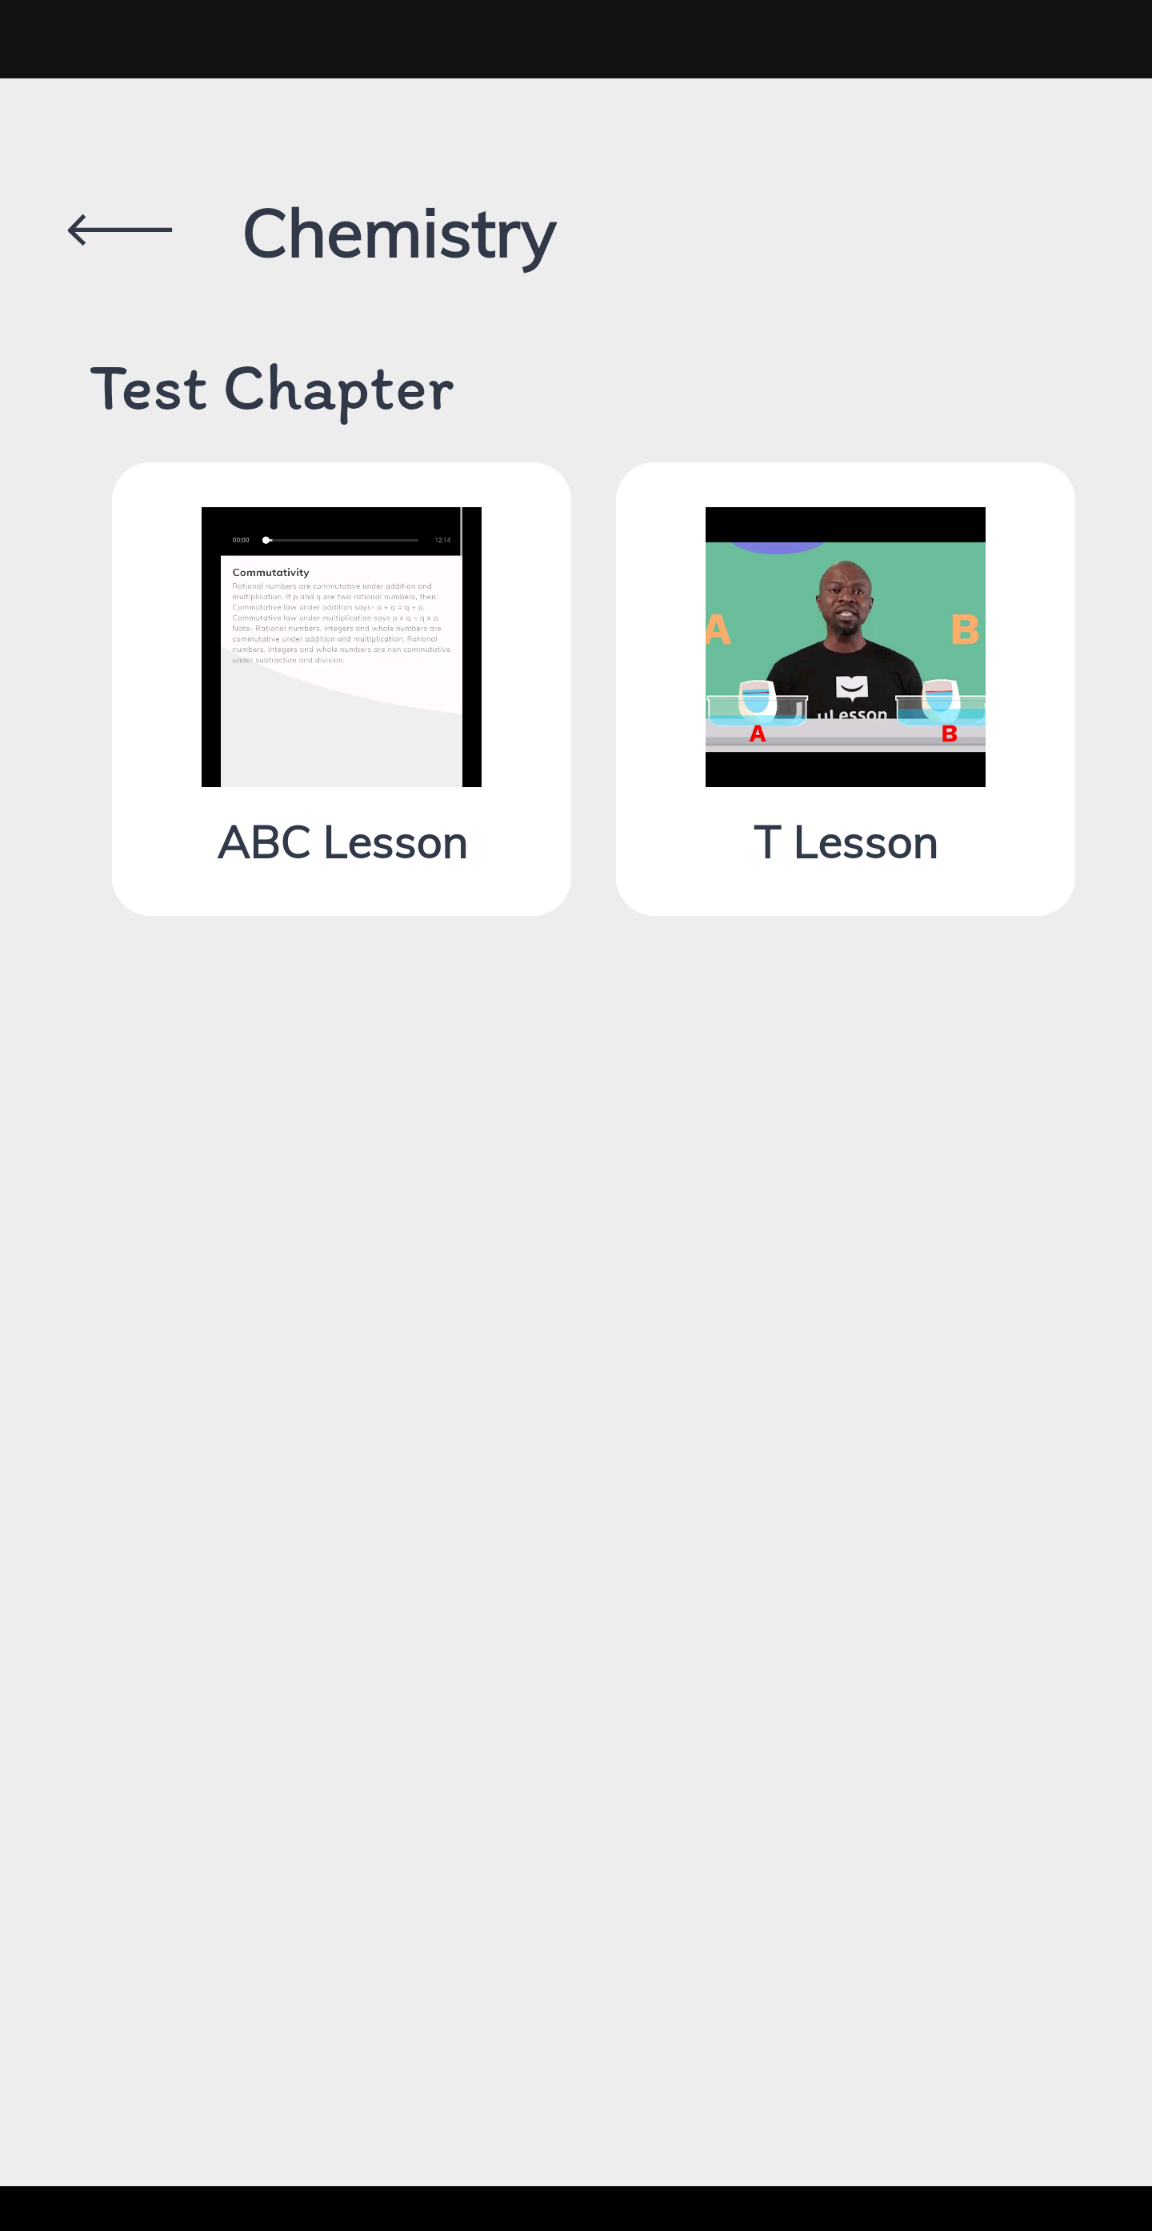 Chemistry
Test Chapter
00:00 12:14
Commutativity
Rational numbers are commutative under addition and
multiplication. If p and q are two rational numbers, then:
Commutative law under addition says- p + q = q + p.
Commutative law under multiplication says p x q = q x p.
Note- Rational numbers, integers and whole numbers are
commutative under addition and multiplication. Rational
numbers, integers and whole numbers are non commutative
under subtraction and division.
A B
uLesson
A B
ABC Lesson
T Lesson